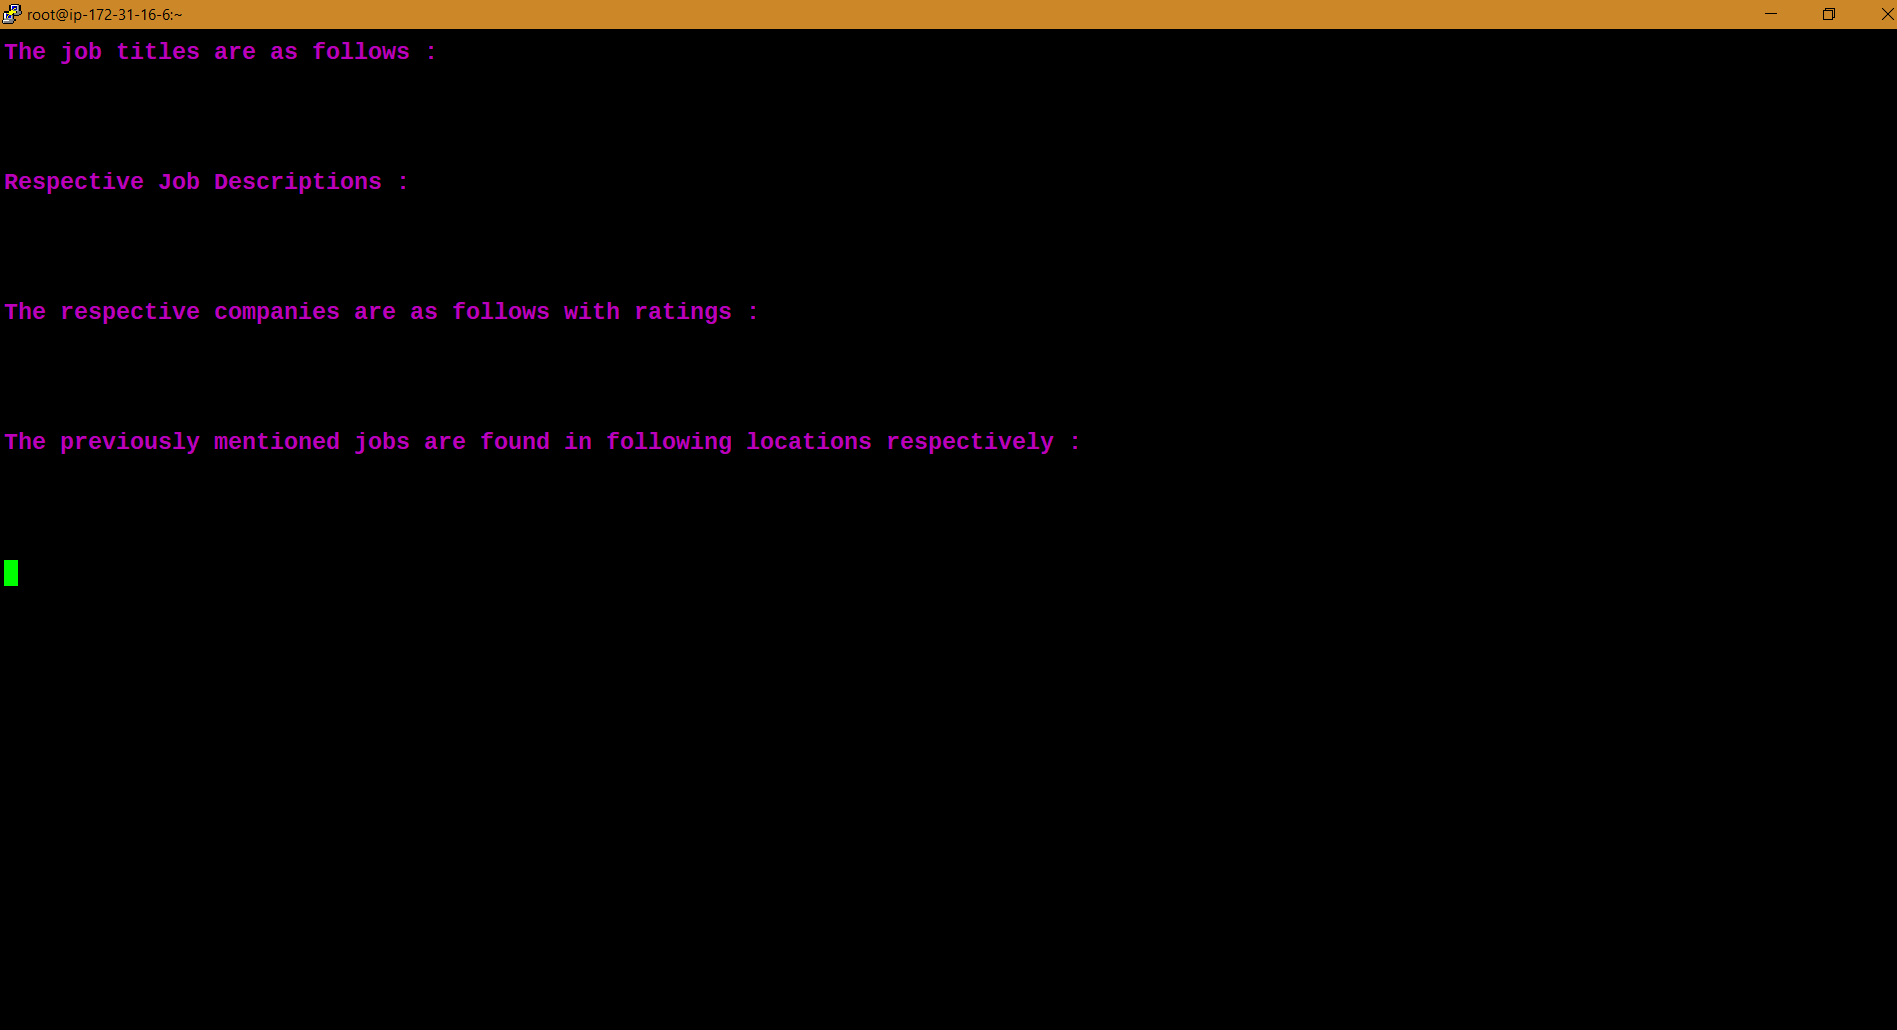 root@ip-172-31-16-6:~
The job titles are as follows :
Respective Job Descriptions :
The respective companies are as follows with ratings :
The previously mentioned jobs are found in following locations respectively :